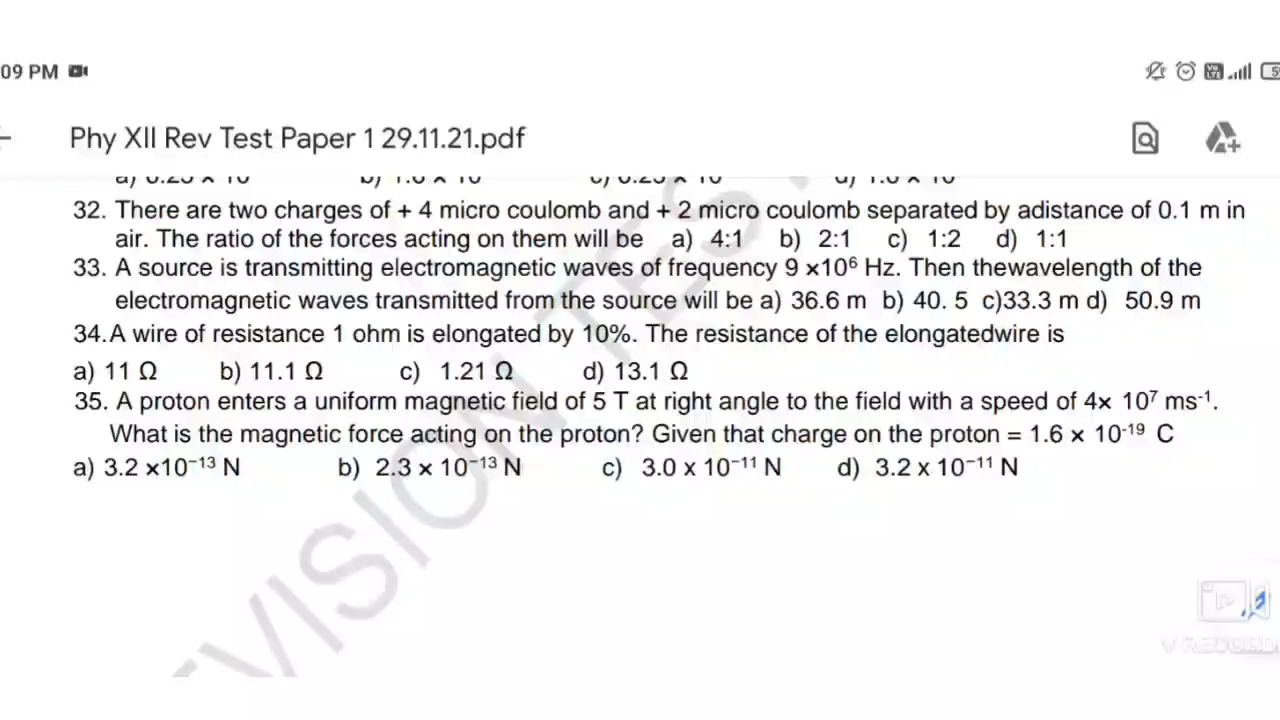 09 PM
Phy XII Rev Test Paper 1 29.11.21.pdf
32. There are two charges of + 4 micro coulomb and + 2 micro coulomb separated by adistance of 0.1 m in
air. The ratio of the forces acting on them will be a) 4:1 b) 2:1 c) 1:2 d) 1:1
33. A source is transmitting electromagnetic waves of frequency 9 ×10⁶ Hz. Then thewavelength of the
electromagnetic waves transmitted from the source will be a) 36.6 m b) 40. 5 c)33.3 m d) 50.9 m
34.A wire of resistance 1 ohm is elongated by 10%. The resistance of the elongatedwire is
a) 11 Ω b) 11.1 Ω c) 1.21 Ω d) 13.1 Ω
35. A proton enters a uniform magnetic field of 5 T at right angle to the field with a speed of 4× 10⁷ ms⁻¹.
What is the magnetic force acting on the proton? Given that charge on the proton = 1.6 × 10⁻¹⁹ C
a) 3.2 ×10⁻¹³ N b) 2.3 × 10⁻¹³ N c) 3.0 x 10⁻¹¹ N d) 3.2 x 10⁻¹¹ N
EVISION TEST
V RECORD